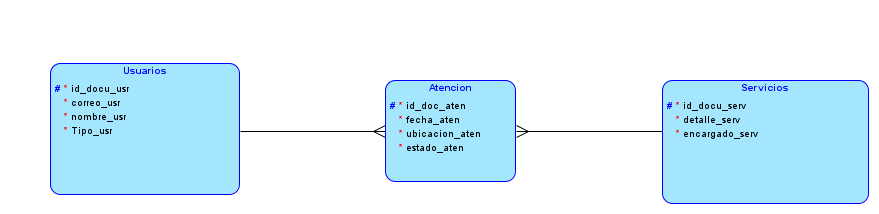 Usuarios
# * id_docu_usr
* correo_usr
* nombre_usr
* Tipo_usr
Atencion
# * id_doc_aten
* fecha_aten
* ubicacion_aten
* estado_aten
Servicios
# * id_docu_serv
* detalle_serv
* encargado_serv